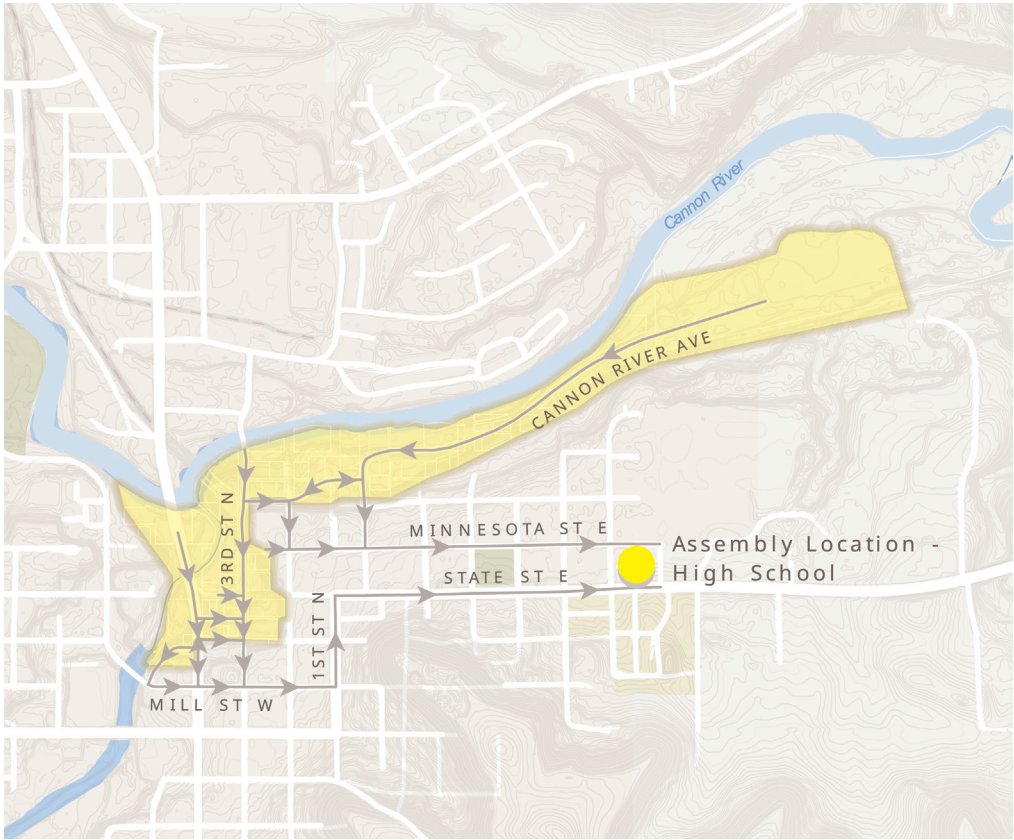 Cannon River
CANNON RIVER AVE
3RD ST N
MINNESOTA ST E
Assembly Location -
High School
STATE ST E
1ST ST N
MILL ST W